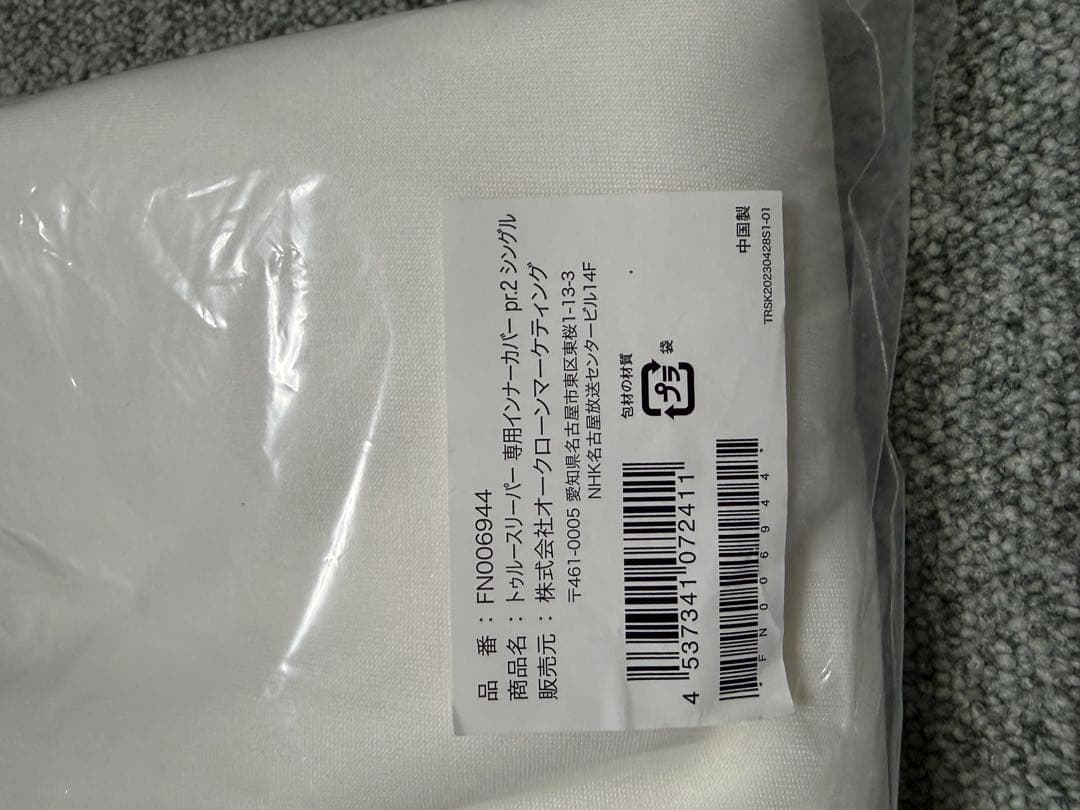 品　番：FN006944
商品名：トゥルースリーパー 専用インナーカバー pr.2 シングル
販売元：株式会社オークローンマーケティング
〒461-0005 愛知県名古屋市東区東桜1-13-3
NHK名古屋放送センタービル14F
包材の材質
プラ
袋
4 537341 072411
*FN006944*
中国製
TRSK20230428S1-01